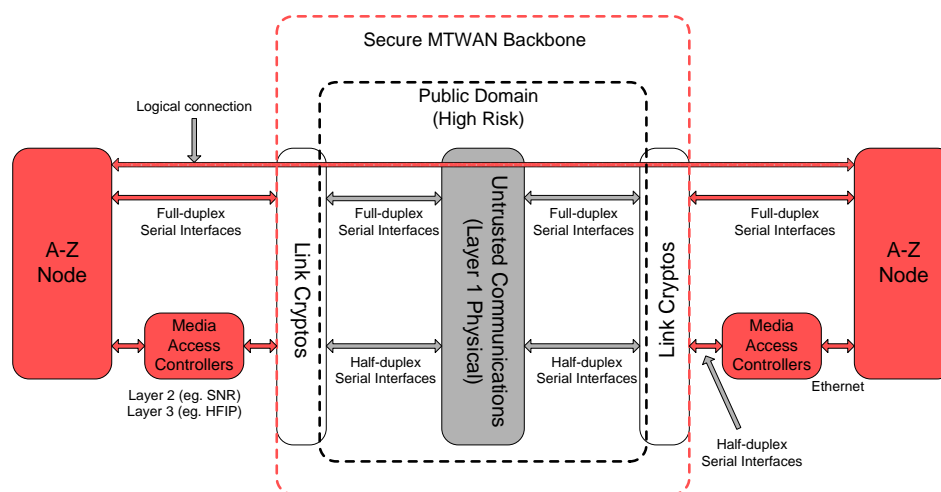 Secure MTWAN Backbone
Public Domain
(High Risk)
Logical connection
A-Z
Node
Full-duplex
Serial Interfaces
Link Cryptos
Full-duplex
Serial Interfaces
Untrusted Communications
(Layer 1 Physical)
Full-duplex
Serial Interfaces
Link Cryptos
Full-duplex
Serial Interfaces
A-Z
Node
Media
Access
Controllers
Layer 2 (eg. SNR)
Layer 3 (eg. HFIP)
Half-duplex
Serial Interfaces
Half-duplex
Serial Interfaces
Media
Access
Controllers
Ethernet
Half-duplex
Serial Interfaces